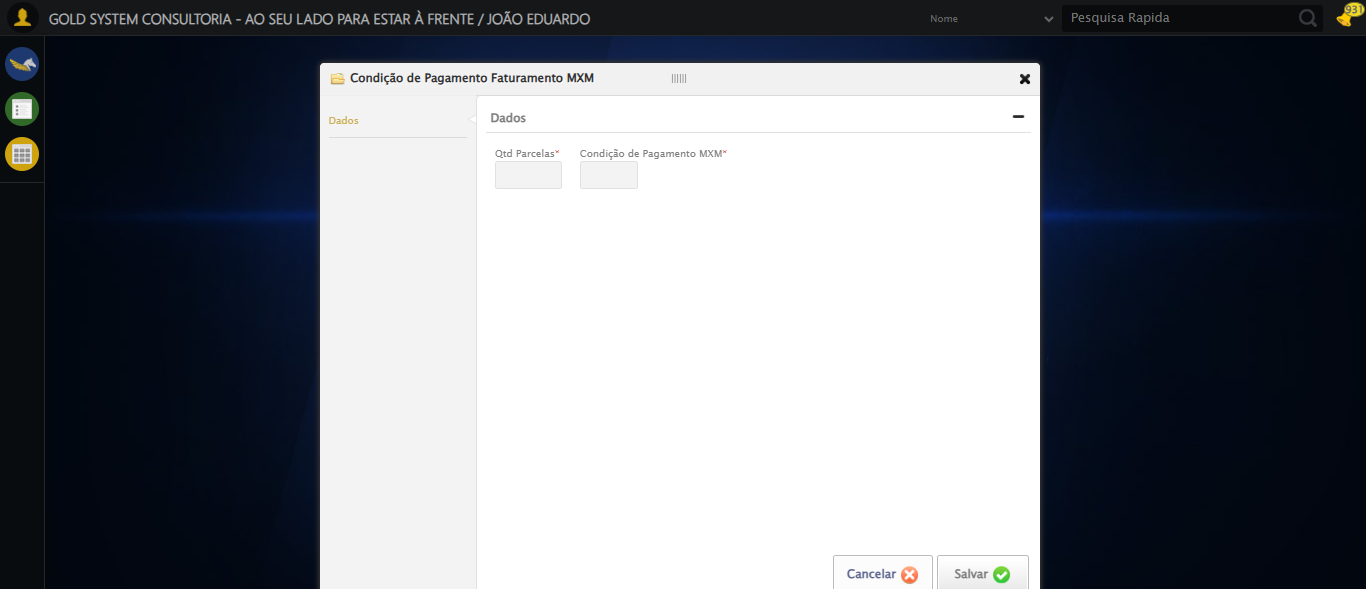 GOLD SYSTEM CONSULTORIA - AO SEU LADO PARA ESTAR À FRENTE / JOÃO EDUARDO
Nome
Pesquisa Rapida
931
Condição de Pagamento Faturamento MXM
Dados
Dados
Qtd Parcelas*
Condição de Pagamento MXM*
Cancelar
Salvar